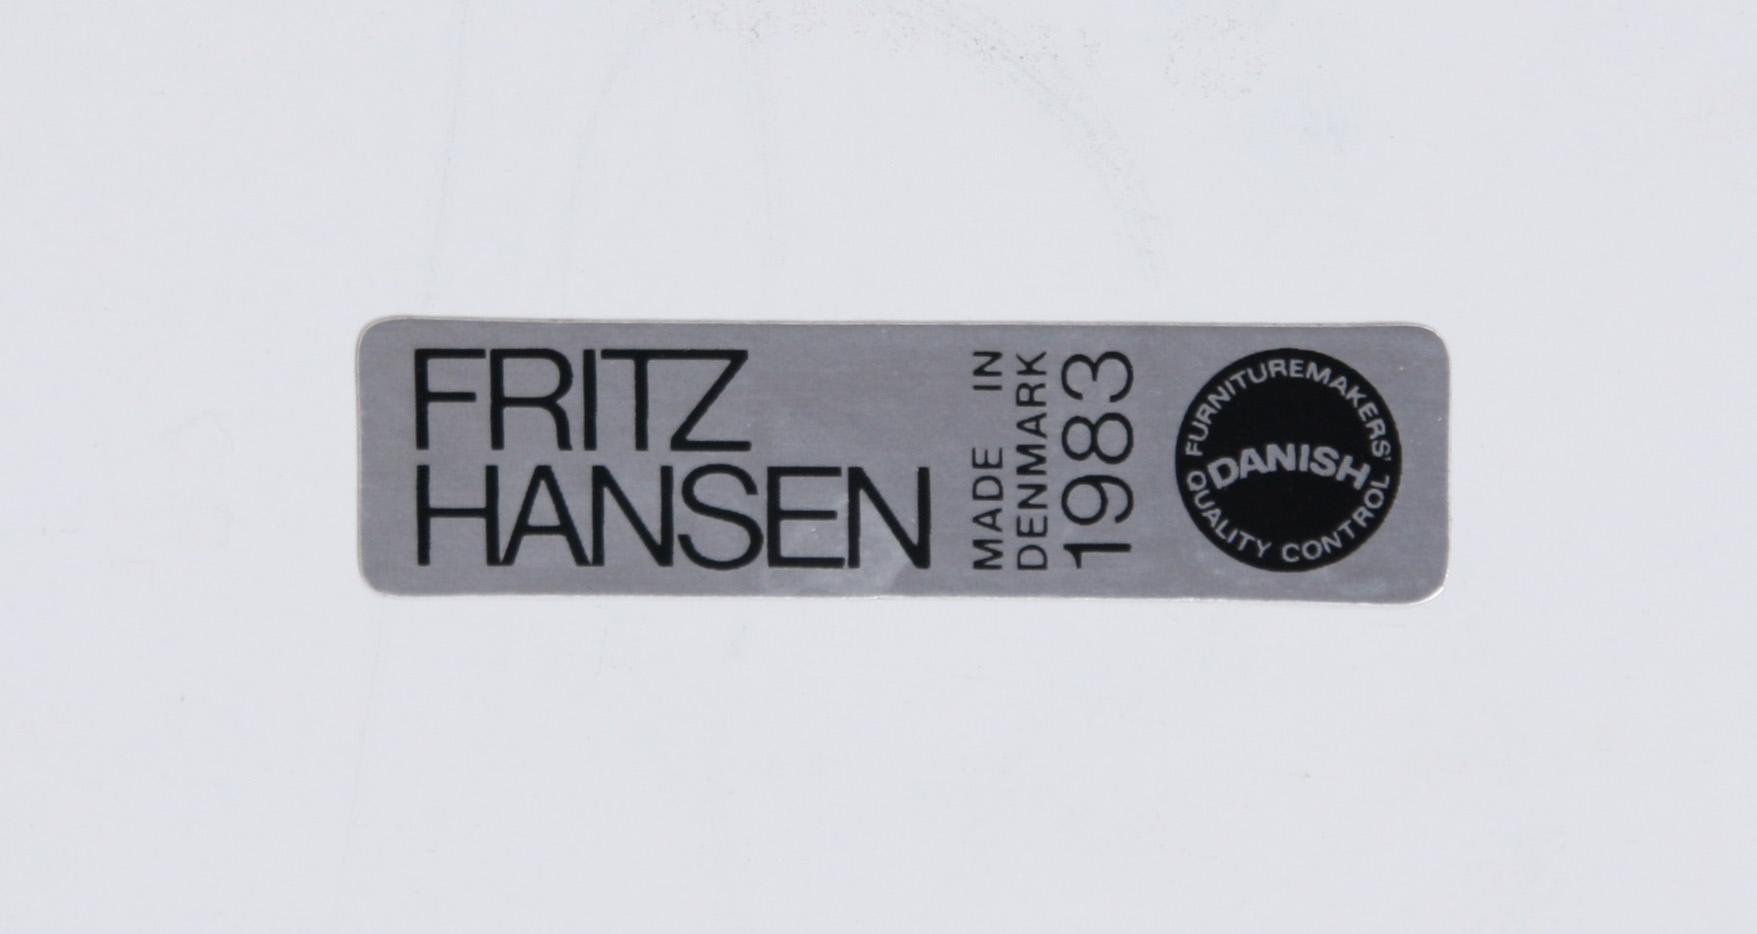 FRITZ
HANSEN
MADE IN
DENMARK
1983
FURNITUREMAKERS'
DANISH
QUALITY CONTROL